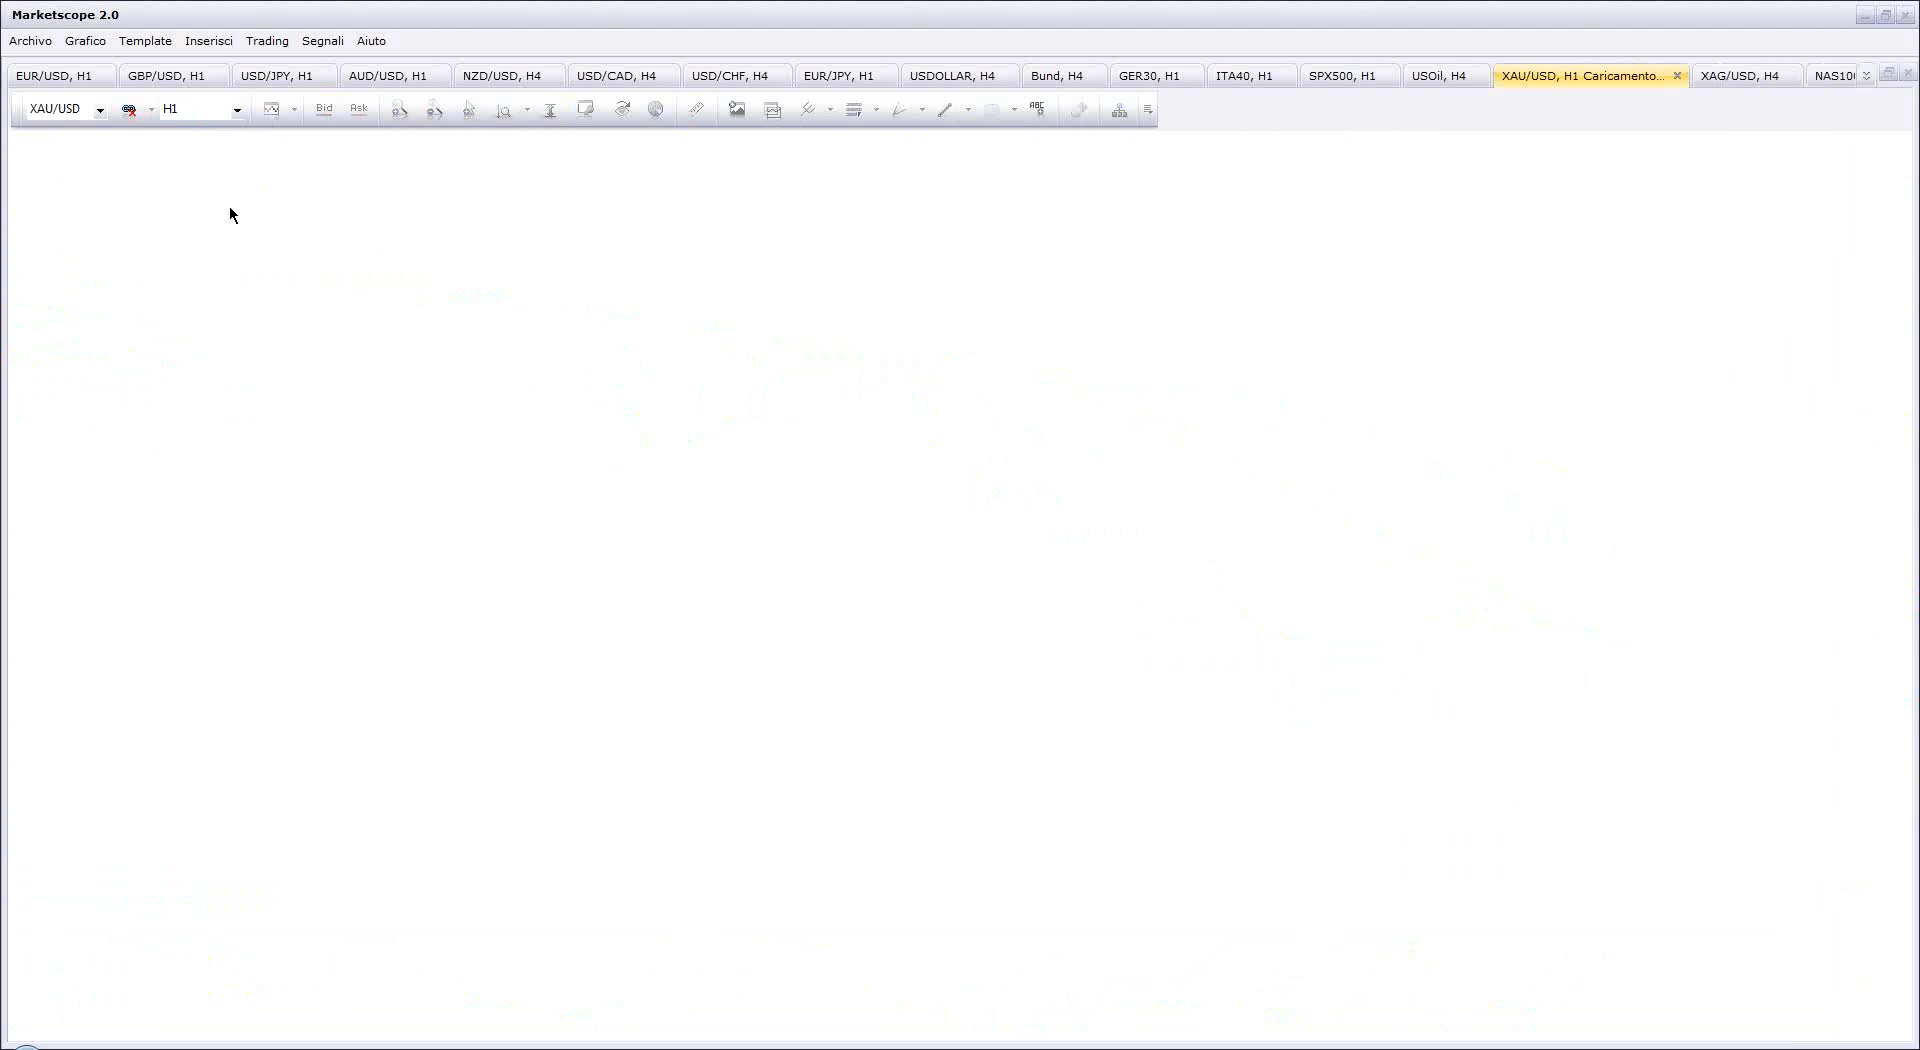 Marketscope 2.0
Archivo Grafico Template Inserisci Trading Segnali Aiuto
EUR/USD, H1 GBP/USD, H1 USD/JPY, H1 AUD/USD, H1 NZD/USD, H4 USD/CAD, H4 USD/CHF, H4 EUR/JPY, H1 USDOLLAR, H4 Bund, H4 GER30, H1 ITA40, H1 SPX500, H1 USOil, H4 XAU/USD, H1 Caricamento... XAG/USD, H4 NAS10
XAU/USD H1 Bid Ask ABC